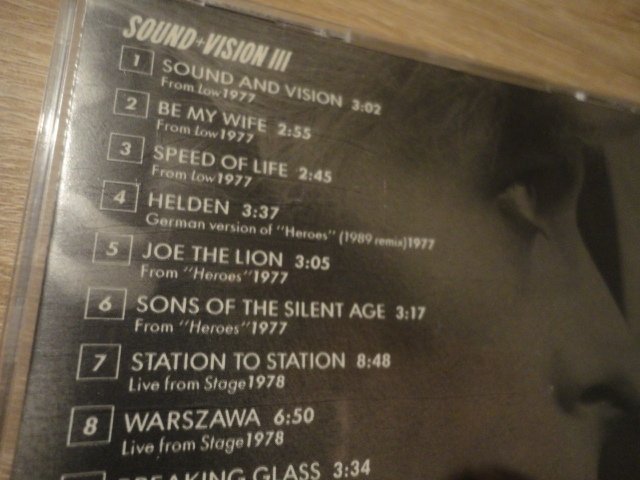 SOUND+VISION III
1 SOUND AND VISION 3:02
From Low 1977
2 BE MY WIFE 2:55
From Low 1977
3 SPEED OF LIFE 2:45
From Low 1977
4 HELDEN 3:37
German version of "Heroes" (1989 remix) 1977
5 JOE THE LION 3:05
From "Heroes" 1977
6 SONS OF THE SILENT AGE 3:17
From "Heroes" 1977
7 STATION TO STATION 8:48
Live from Stage 1978
8 WARSZAWA 6:50
Live from Stage 1978
BREAKING GLASS 3:34